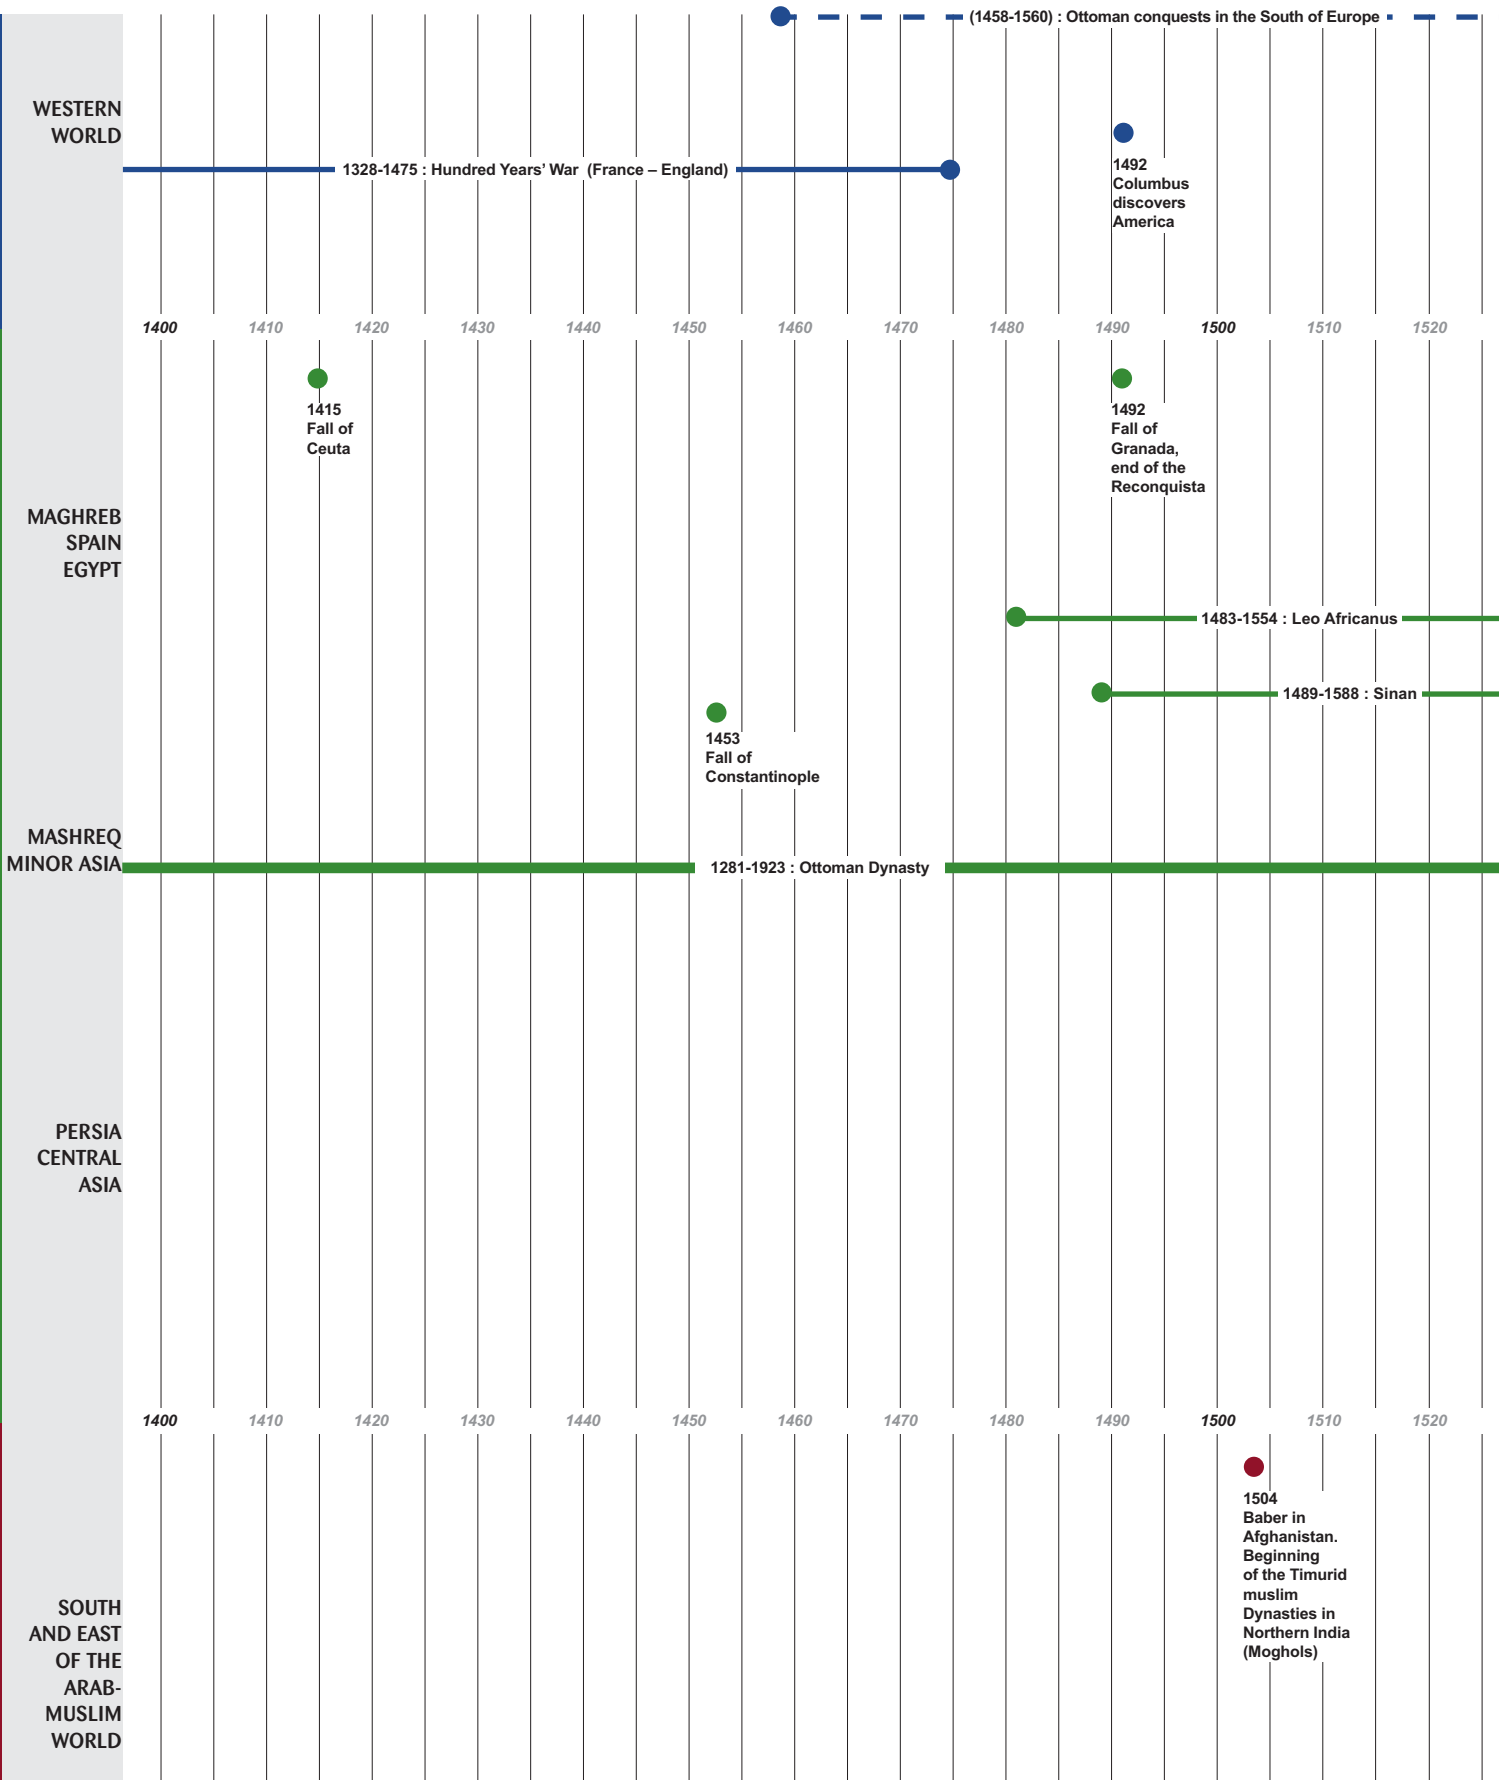 (1458-1560) : Ottoman conquests in the South of Europe
WESTERN
WORLD
1328-1475 : Hundred Years’ War (France – England)
1492
Columbus
discovers
America
1400 1410 1420 1430 1440 1450 1460 1470 1480 1490 1500 1510 1520
1415
Fall of
Ceuta
1492
Fall of
Granada,
end of the
Reconquista
MAGHREB
SPAIN
EGYPT
1483-1554 : Leo Africanus
1489-1588 : Sinan
1453
Fall of
Constantinople
MASHREQ
MINOR ASIA
1281-1923 : Ottoman Dynasty
PERSIA
CENTRAL
ASIA
1400 1410 1420 1430 1440 1450 1460 1470 1480 1490 1500 1510 1520
1504
Baber in
Afghanistan.
Beginning
of the Timurid
muslim
Dynasties in
Northern India
(Moghols)
SOUTH
AND EAST
OF THE
ARAB-
MUSLIM
WORLD